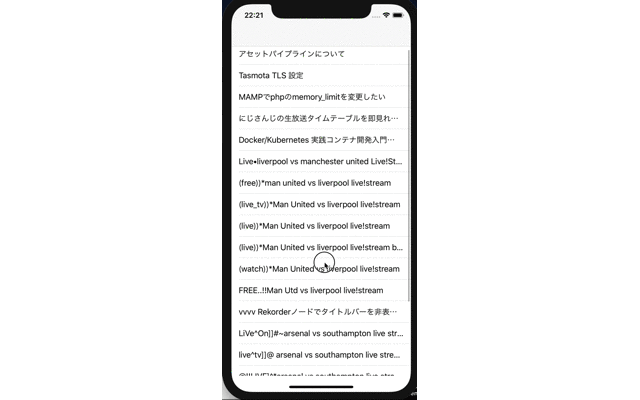 22:21
アセットパイプラインについて
Tasmota TLS 設定
MAMPでphpのmemory_limitを変更したい
にじさんじの生放送タイムテーブルを即見れ…
Docker/Kubernetes 実践コンテナ開発入門…
Live•liverpool vs manchester united Live!St...
(free))*man united vs liverpool live!stream
(live_tv))*Man United vs liverpool live!stream
(live))*Man United vs liverpool live!stream
(live))*Man United vs liverpool live!stream b...
(watch))*Man United vs liverpool live!stream
FREE..!!Man Utd vs liverpool live!stream
vvvv Rekorderノードでタイトルバーを非表…
LiVe^On]]#~arsenal vs southampton live str...
live^tv]]@ arsenal vs southampton live stre...